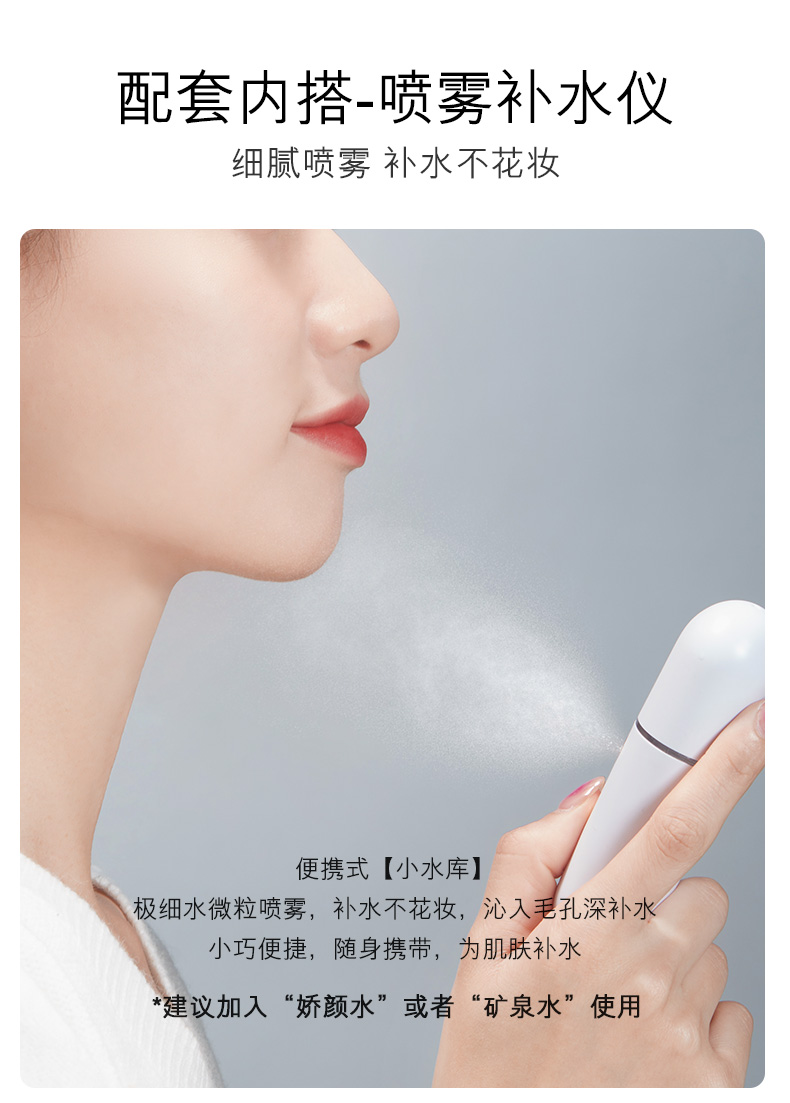 配套内搭-喷雾补水仪
细腻喷雾 补水不花妆
便携式【小水库】
极细水微粒喷雾，补水不花妆，沁入毛孔深补水
小巧便捷，随身携带，为肌肤补水
*建议加入“娇颜水”或者“矿泉水”使用